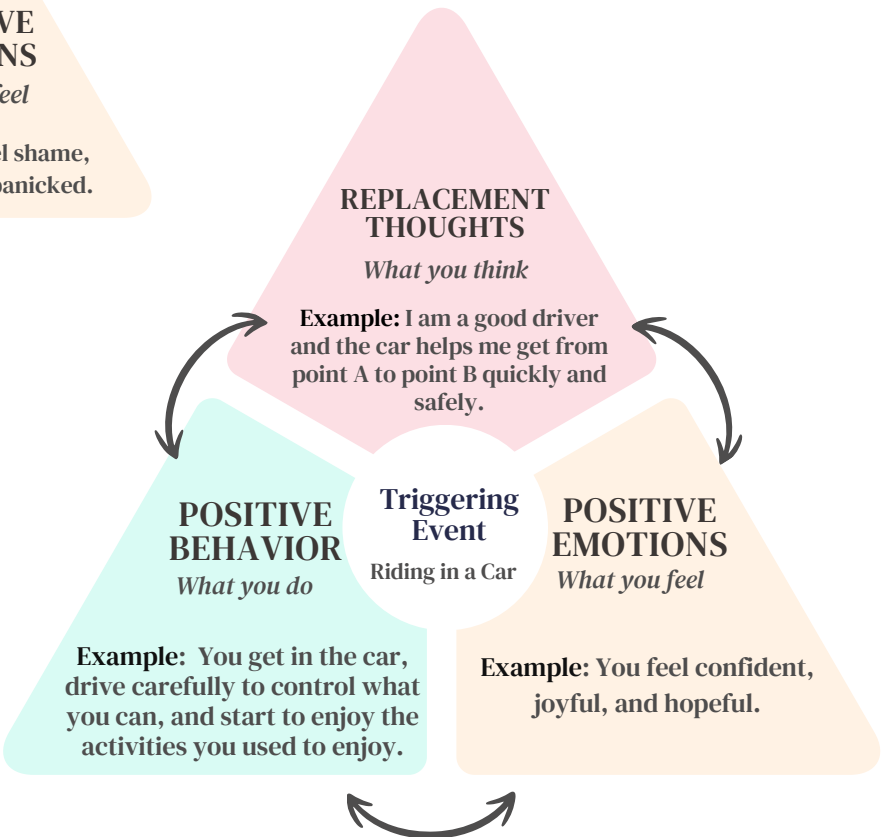 REPLACEMENT
THOUGHTS
What you think
Example: I am a good driver
and the car helps me get from
point A to point B quickly and
safely.
Triggering
Event
Riding in a Car
POSITIVE
BEHAVIOR
What you do
Example: You get in the car,
drive carefully to control what
you can, and start to enjoy the
activities you used to enjoy.
POSITIVE
EMOTIONS
What you feel
Example: You feel confident,
joyful, and hopeful.
feel
shame,
panicked.